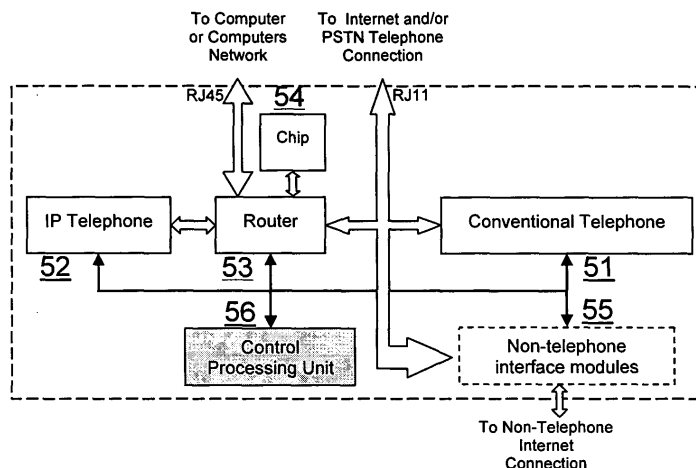 To Computer
or Computers
Network
To Internet and/or
PSTN Telephone
Connection
RJ45
54
RJ11
Chip
IP Telephone
Router
Conventional Telephone
52
53
51
56
55
Control
Processing Unit
Non-telephone
interface modules
To Non-Telephone
Internet
Connection